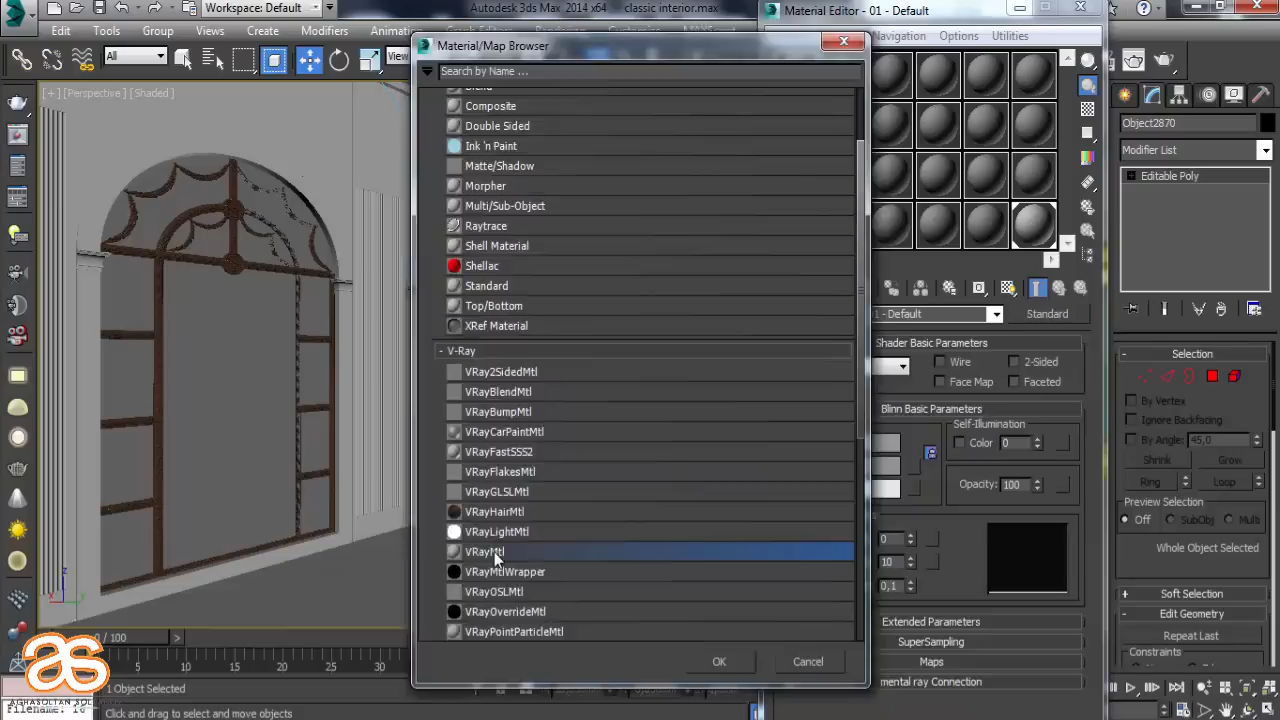 Workspace: Default
Autodesk 3ds Max 2014 x64
classic interior.max
Material Editor - 01 - Default
Edit
Tools
Group
Views
Create
Modifiers
Navigation
Options
Utilities
All
Material/Map Browser
Search by Name ...
[+] [Perspective] [Shaded]
Composite
Double Sided
Ink 'n Paint
Matte/Shadow
Morpher
Multi/Sub-Object
Raytrace
Shell Material
Shellac
Standard
Top/Bottom
XRef Material
- V-Ray
VRay2SidedMtl
VRayBlendMtl
VRayBumpMtl
VRayCarPaintMtl
VRayFastSSS2
VRayFlakesMtl
VRayGLSLMtl
VRayHairMtl
VRayLightMtl
VRayMtl
VRayMtlWrapper
VRayOSLMtl
VRayOverrideMtl
VRayPointParticleMtl
OK
Cancel
01 - Default
Standard
Shader Basic Parameters
Wire
2-Sided
Face Map
Faceted
Blinn Basic Parameters
Self-Illumination
Color
0
Opacity:
100
0
10
0,1
Extended Parameters
SuperSampling
Maps
mental ray Connection
Object2870
Modifier List
Editable Poly
Selection
By Vertex
Ignore Backfacing
By Angle:
45,0
Shrink
Grow
Ring
Loop
Preview Selection
Off
SubObj
Multi
Whole Object Selected
Soft Selection
Edit Geometry
Repeat Last
Constraints
0 / 100
5
10
15
20
25
30
1 Object Selected
Click and drag to select and move objects
as
AGHASOLTAN SOL